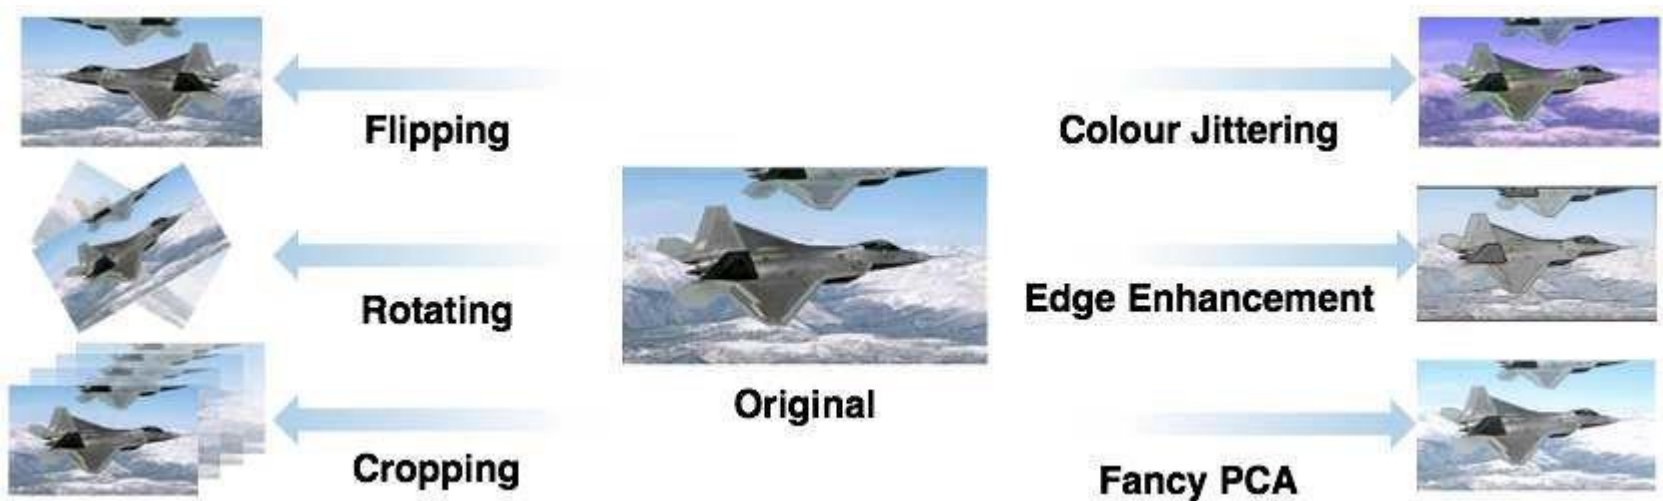 Flipping
Colour Jittering
Rotating
Edge Enhancement
Original
Cropping
Fancy PCA